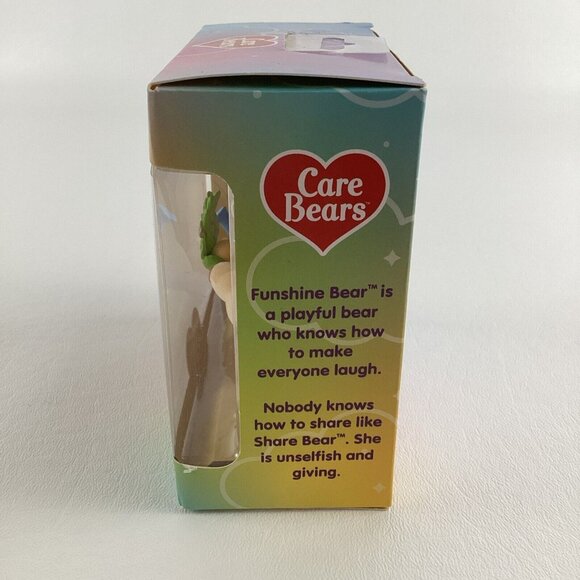 Care
Bears™
Funshine Bear™ is
a playful bear
who knows how
to make
everyone laugh.
Nobody knows
how to share like
Share Bear™. She
is unselfish and
giving.